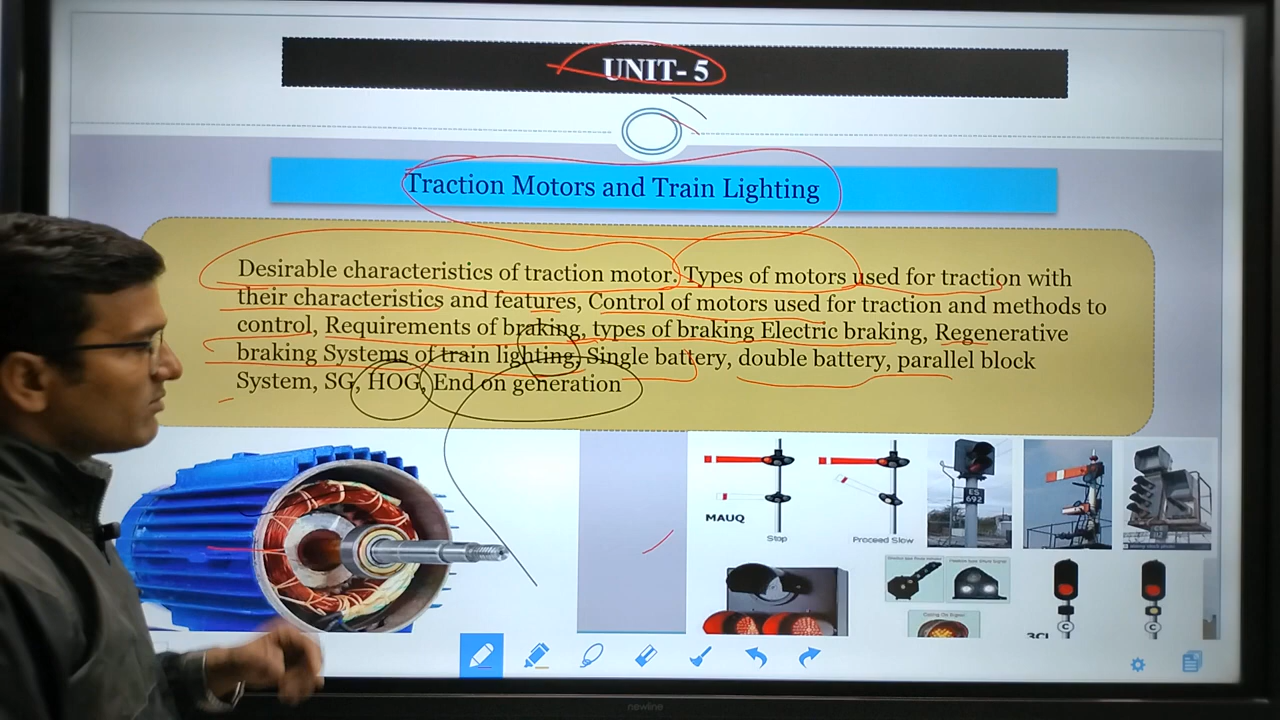 UNIT- 5
Traction Motors and Train Lighting
Desirable characteristics of traction motor. Types of motors used for traction with
their characteristics and features, Control of motors used for traction and methods to
control, Requirements of braking, types of braking Electric braking, Regenerative
braking Systems of train lighting, Single battery, double battery, parallel block
System, SG, HOG, End on generation
MAUQ
Stop
Proceed Slow
ES
692
C
C
newline